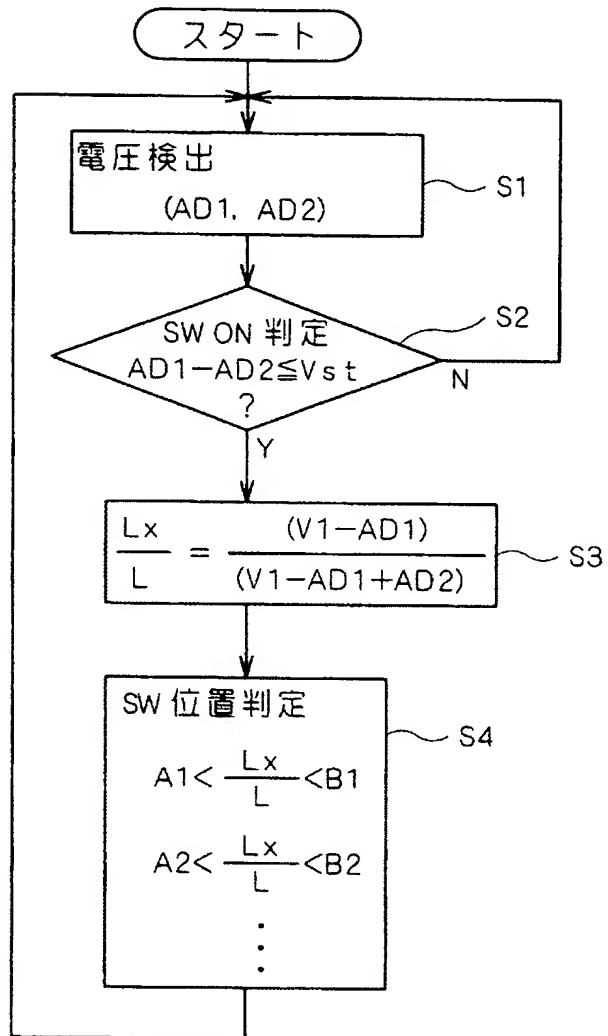 スタート
電圧検出
(AD1, AD2)
S1
SW ON 判定
AD1-AD2≦Vst
?
S2
N
Y
Lx/L = (V1-AD1)/(V1-AD1+AD2)
S3
SW 位置判定
S4
A1< Lx/L <B1
A2< Lx/L <B2